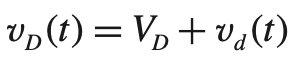 v_D(t) = V_D + v_d(t)